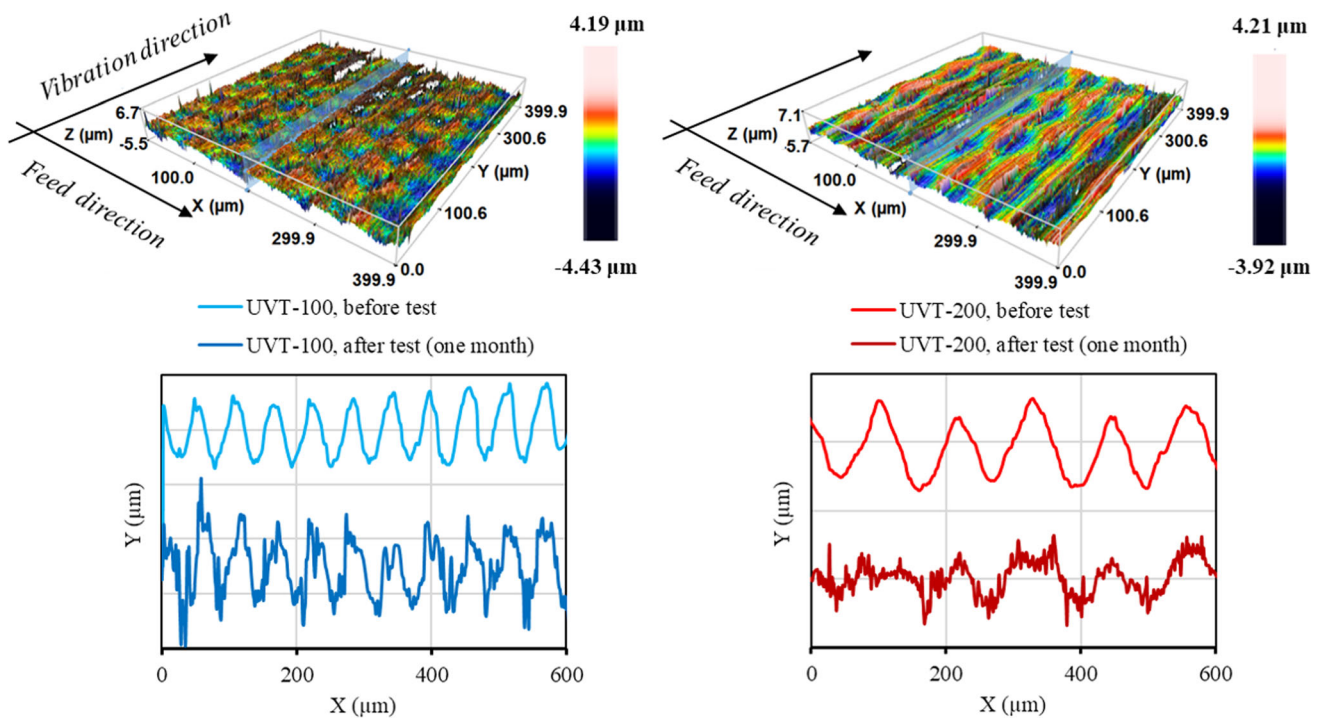 4.19 µm
Vibration direction
Feed direction
6.7
Z (µm)
-5.5
100.0
X (µm)
299.9
399.9
0.0
100.6
Y (µm)
300.6
399.9
-4.43 µm
4.21 µm
Feed direction
7.1
Z (µm)
-5.7
100.0
X (µm)
299.9
399.9
0.0
100.6
Y (µm)
300.6
399.9
-3.92 µm
UVT-100, before test
UVT-100, after test (one month)
Y (µm)
0
200
400
600
X (µm)
UVT-200, before test
UVT-200, after test (one month)
Y (µm)
0
200
400
600
X (µm)